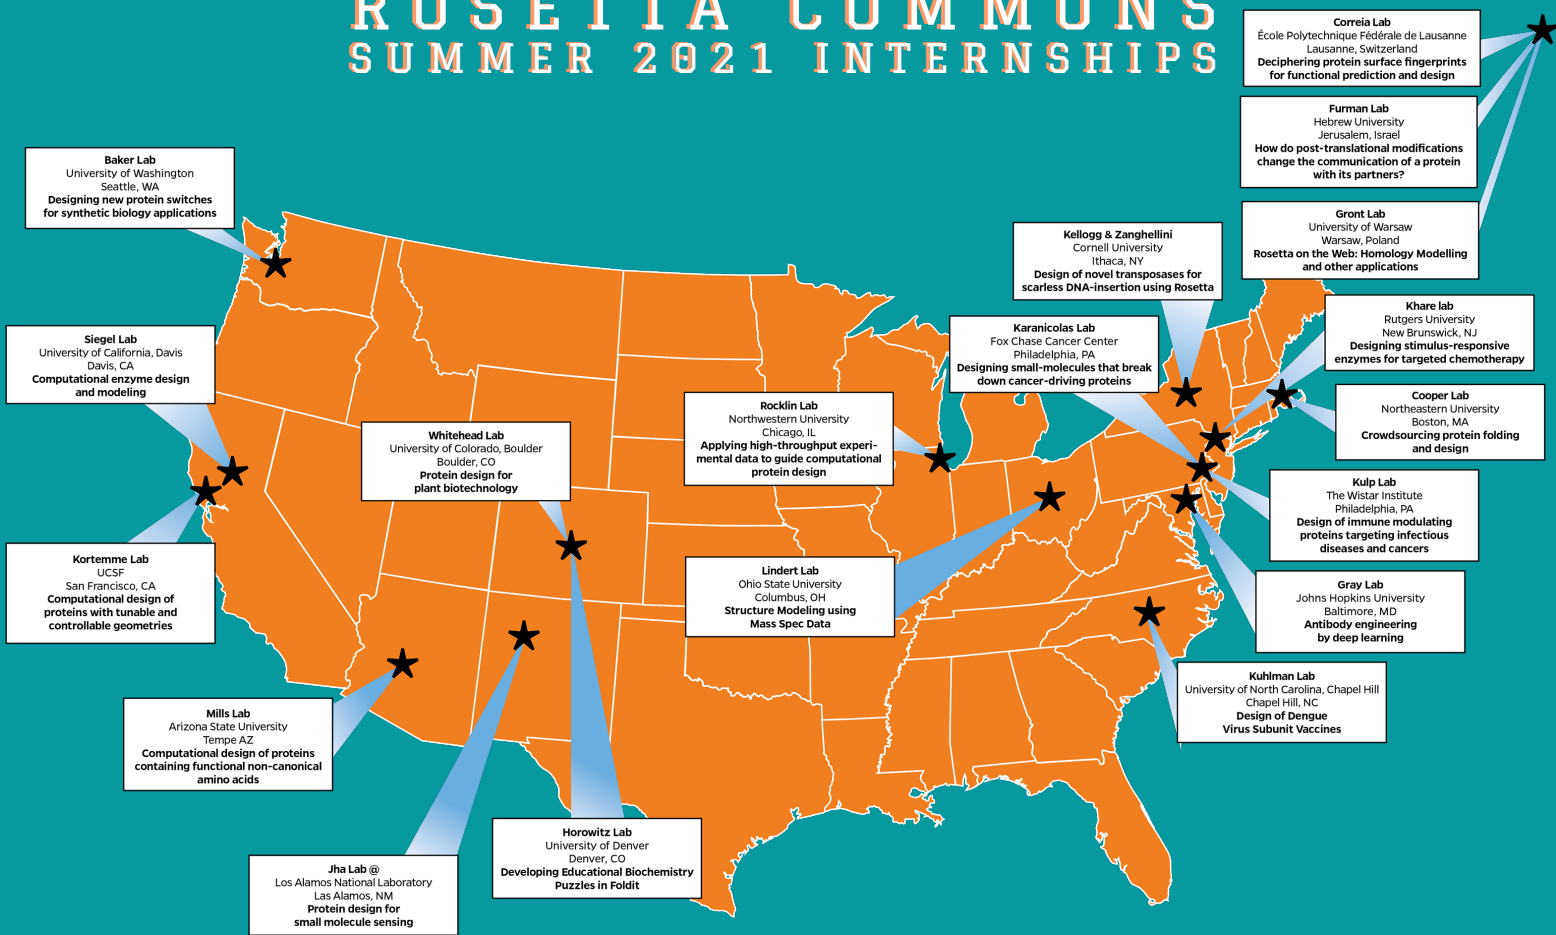 ROSETTA COMMONS
SUMMER 2021 INTERNSHIPS
Correia Lab
École Polytechnique Fédérale de Lausanne
Lausanne, Switzerland
Deciphering protein surface fingerprints
for functional prediction and design
Furman Lab
Hebrew University
Jerusalem, Israel
How do post-translational modifications
change the communication of a protein
with its partners?
Gront Lab
University of Warsaw
Warsaw, Poland
Rosetta on the Web: Homology Modelling
and other applications
Baker Lab
University of Washington
Seattle, WA
Designing new protein switches
for synthetic biology applications
Kellogg & Zanghellini
Cornell University
Ithaca, NY
Design of novel transposases for
scarless DNA-insertion using Rosetta
Khare lab
Rutgers University
New Brunswick, NJ
Designing stimulus-responsive
enzymes for targeted chemotherapy
Karanicolas Lab
Fox Chase Cancer Center
Philadelphia, PA
Designing small-molecules that break
down cancer-driving proteins
Siegel Lab
University of California, Davis
Davis, CA
Computational enzyme design
and modeling
Cooper Lab
Northeastern University
Boston, MA
Crowdsourcing protein folding
and design
Rocklin Lab
Northwestern University
Chicago, IL
Applying high-throughput experi-
mental data to guide computational
protein design
Whitehead Lab
University of Colorado, Boulder
Boulder, CO
Protein design for
plant biotechnology
Kulp Lab
The Wistar Institute
Philadelphia, PA
Design of immune modulating
proteins targeting infectious
diseases and cancers
Kortemme Lab
UCSF
San Francisco, CA
Computational design of
proteins with tunable and
controllable geometries
Lindert Lab
Ohio State University
Columbus, OH
Structure Modeling using
Mass Spec Data
Gray Lab
Johns Hopkins University
Baltimore, MD
Antibody engineering
by deep learning
Kuhlman Lab
University of North Carolina, Chapel Hill
Chapel Hill, NC
Design of Dengue
Virus Subunit Vaccines
Mills Lab
Arizona State University
Tempe AZ
Computational design of proteins
containing functional non-canonical
amino acids
Horowitz Lab
University of Denver
Denver, CO
Developing Educational Biochemistry
Puzzles in Foldit
Jha Lab @
Los Alamos National Laboratory
Las Alamos, NM
Protein design for
small molecule sensing